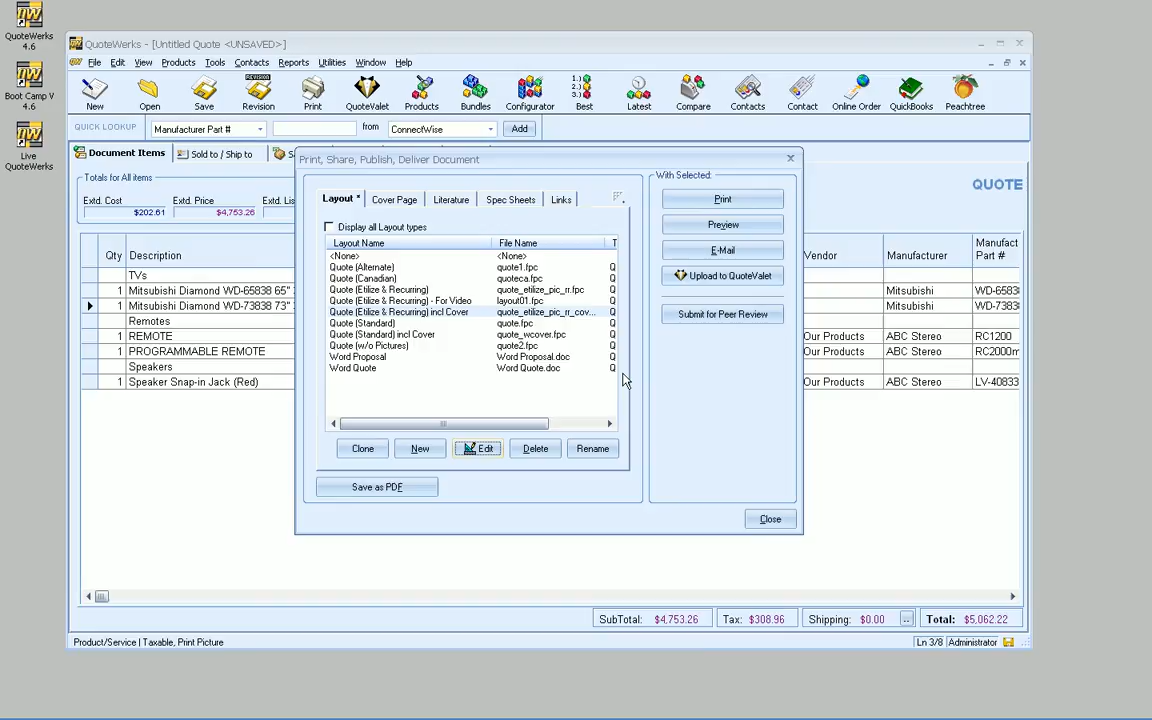 QuoteWerks
4.6
Boot Camp V
4.6
Live
QuoteWerks
QuoteWerks - [Untitled Quote <UNSAVED>]
File Edit View Products Tools Contacts Reports Utilities Window Help
REVISION 1.) 2.) 3.)
New Open Save Revision Print QuoteValet Products Bundles Configurator Best Latest Compare Contacts Contact Online Order QuickBooks Peachtree
QUICK LOOKUP Manufacturer Part # from ConnectWise Add
Document Items Sold to / Ship to
Totals for All items
Extd. Cost Extd. Price Extd. Lis
$202.61 $4,753.26
QUOTE
Qty Description Vendor Manufacturer Manufact Part #
TVs
1 Mitsubishi Diamond WD-65838 65" Mitsubishi WD-6583
1 Mitsubishi Diamond WD-73838 73" Mitsubishi WD-7383
Remotes
1 REMOTE Our Products ABC Stereo RC1200
1 PROGRAMMABLE REMOTE Our Products ABC Stereo RC2000m
Speakers
1 Speaker Snap-in Jack (Red) Our Products ABC Stereo LV-40833
Print, Share, Publish, Deliver Document
Layout * Cover Page Literature Spec Sheets Links
Display all Layout types
Layout Name File Name T
<None> <None>
Quote (Alternate) quote1.fpc Q
Quote (Canadian) quoteca.fpc Q
Quote (Etilize & Recurring) quote_etilize_pic_rr.fpc Q
Quote (Etilize & Recurring) - For Video layout01.fpc Q
Quote (Etilize & Recurring) incl Cover quote_etilize_pic_rr_cov... Q
Quote (Standard) quote.fpc Q
Quote (Standard) incl Cover quote_wcover.fpc Q
Quote (w/o Pictures) quote2.fpc Q
Word Proposal Word Proposal.doc Q
Word Quote Word Quote.doc Q
Clone New Edit Delete Rename
Save as PDF
With Selected:
Print
Preview
E-Mail
Upload to QuoteValet
Submit for Peer Review
Close
SubTotal: $4,753.26 Tax: $308.96 Shipping: $0.00 .. Total: $5,062.22
Product/Service | Taxable, Print Picture Ln 3/8 Administrator